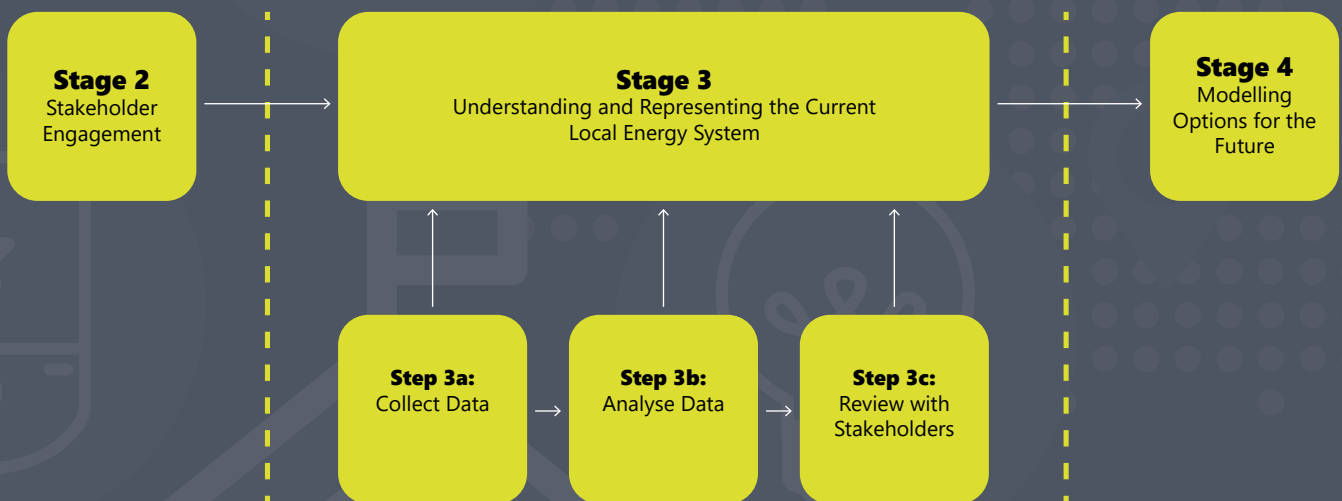 Stage 2
Stakeholder
Engagement
Stage 3
Understanding and Representing the Current
Local Energy System
Stage 4
Modelling
Options for the
Future
Step 3a:
Collect Data
Step 3b:
Analyse Data
Step 3c:
Review with
Stakeholders